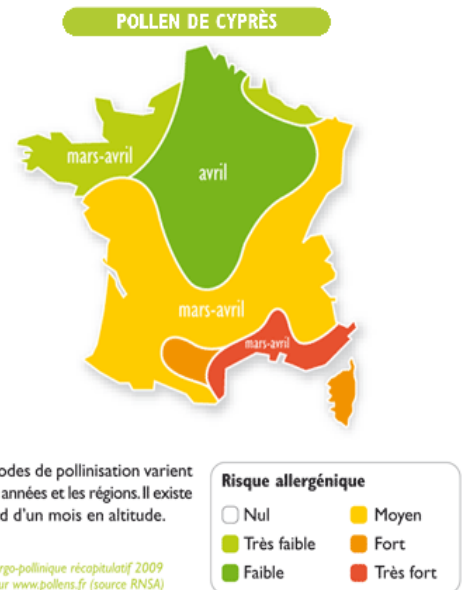 POLLEN DE CYPRÈS
mars-avril
avril
mars-avril
mars-avril
odes de pollinisation varient
années et les régions. Il existe
d d'un mois en altitude.
rgo-pollinique récapitulatif 2009
ur www.pollens.fr (source RNSA)
Risque allergénique
Nul
Moyen
Très faible
Fort
Faible
Très fort